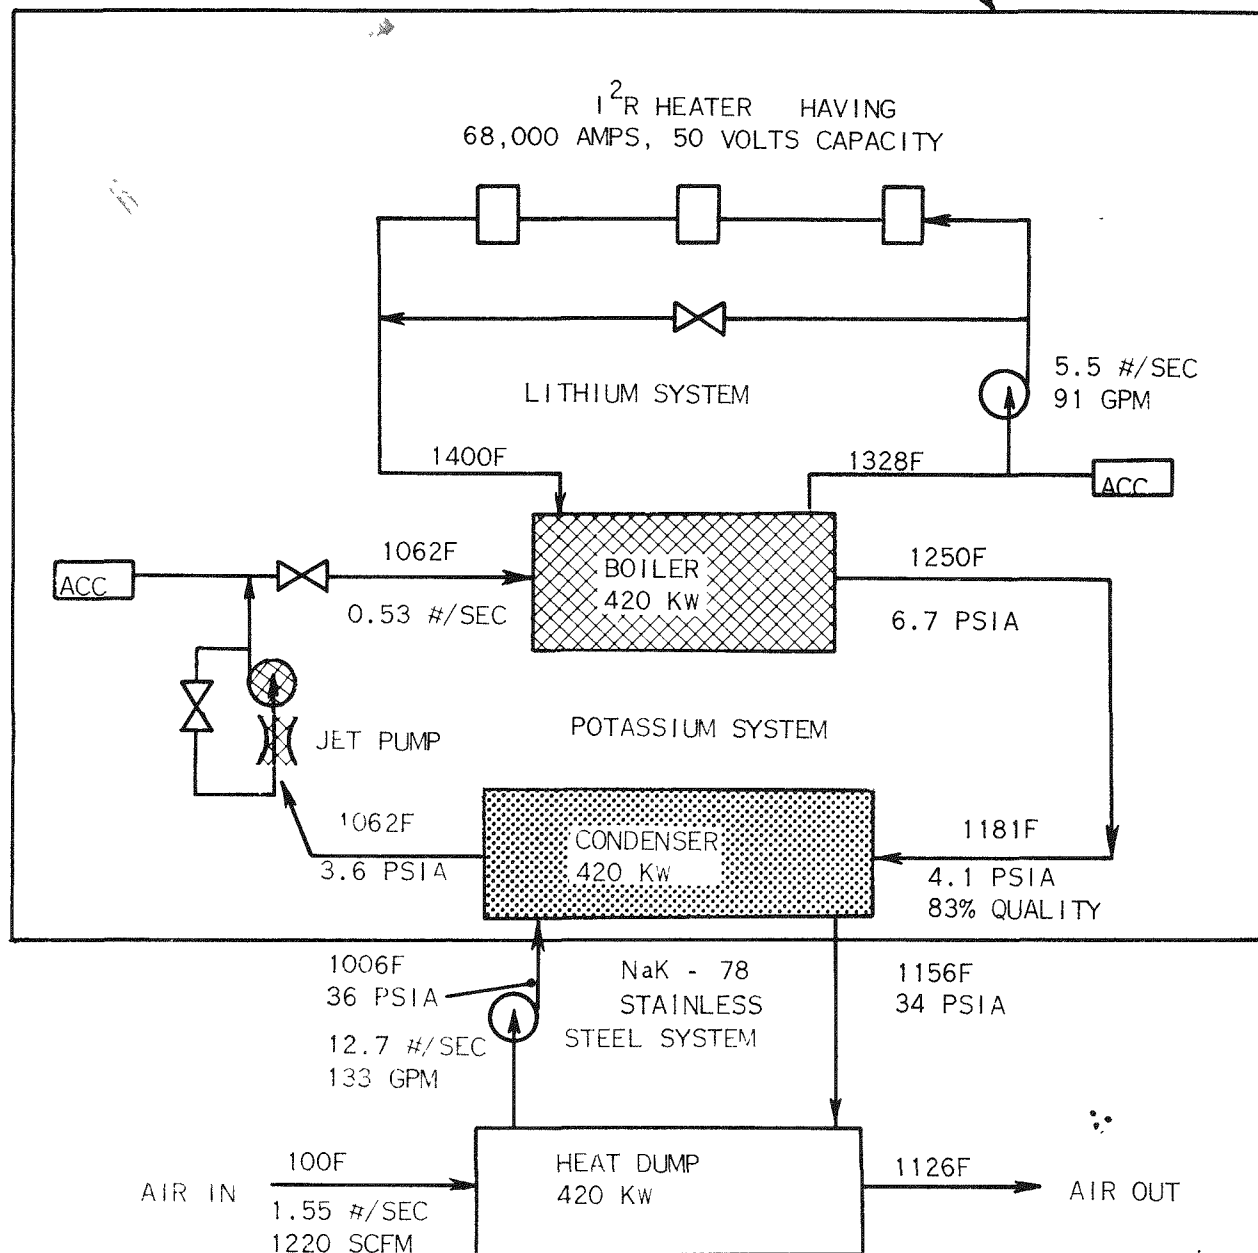 I²R HEATER HAVING
68,000 AMPS, 50 VOLTS CAPACITY
5.5 #/SEC
91 GPM
LITHIUM SYSTEM
1400F
1328F
ACC
1062F
0.53 #/SEC
ACC
BOILER
420 KW
1250F
6.7 PSIA
POTASSIUM SYSTEM
JET PUMP
1062F
3.6 PSIA
CONDENSER
420 KW
1181F
4.1 PSIA
83% QUALITY
1006F
36 PSIA
12.7 #/SEC
133 GPM
NaK - 78
STAINLESS
STEEL SYSTEM
1156F
34 PSIA
AIR IN
100F
1.55 #/SEC
1220 SCFM
HEAT DUMP
420 KW
1126F
AIR OUT